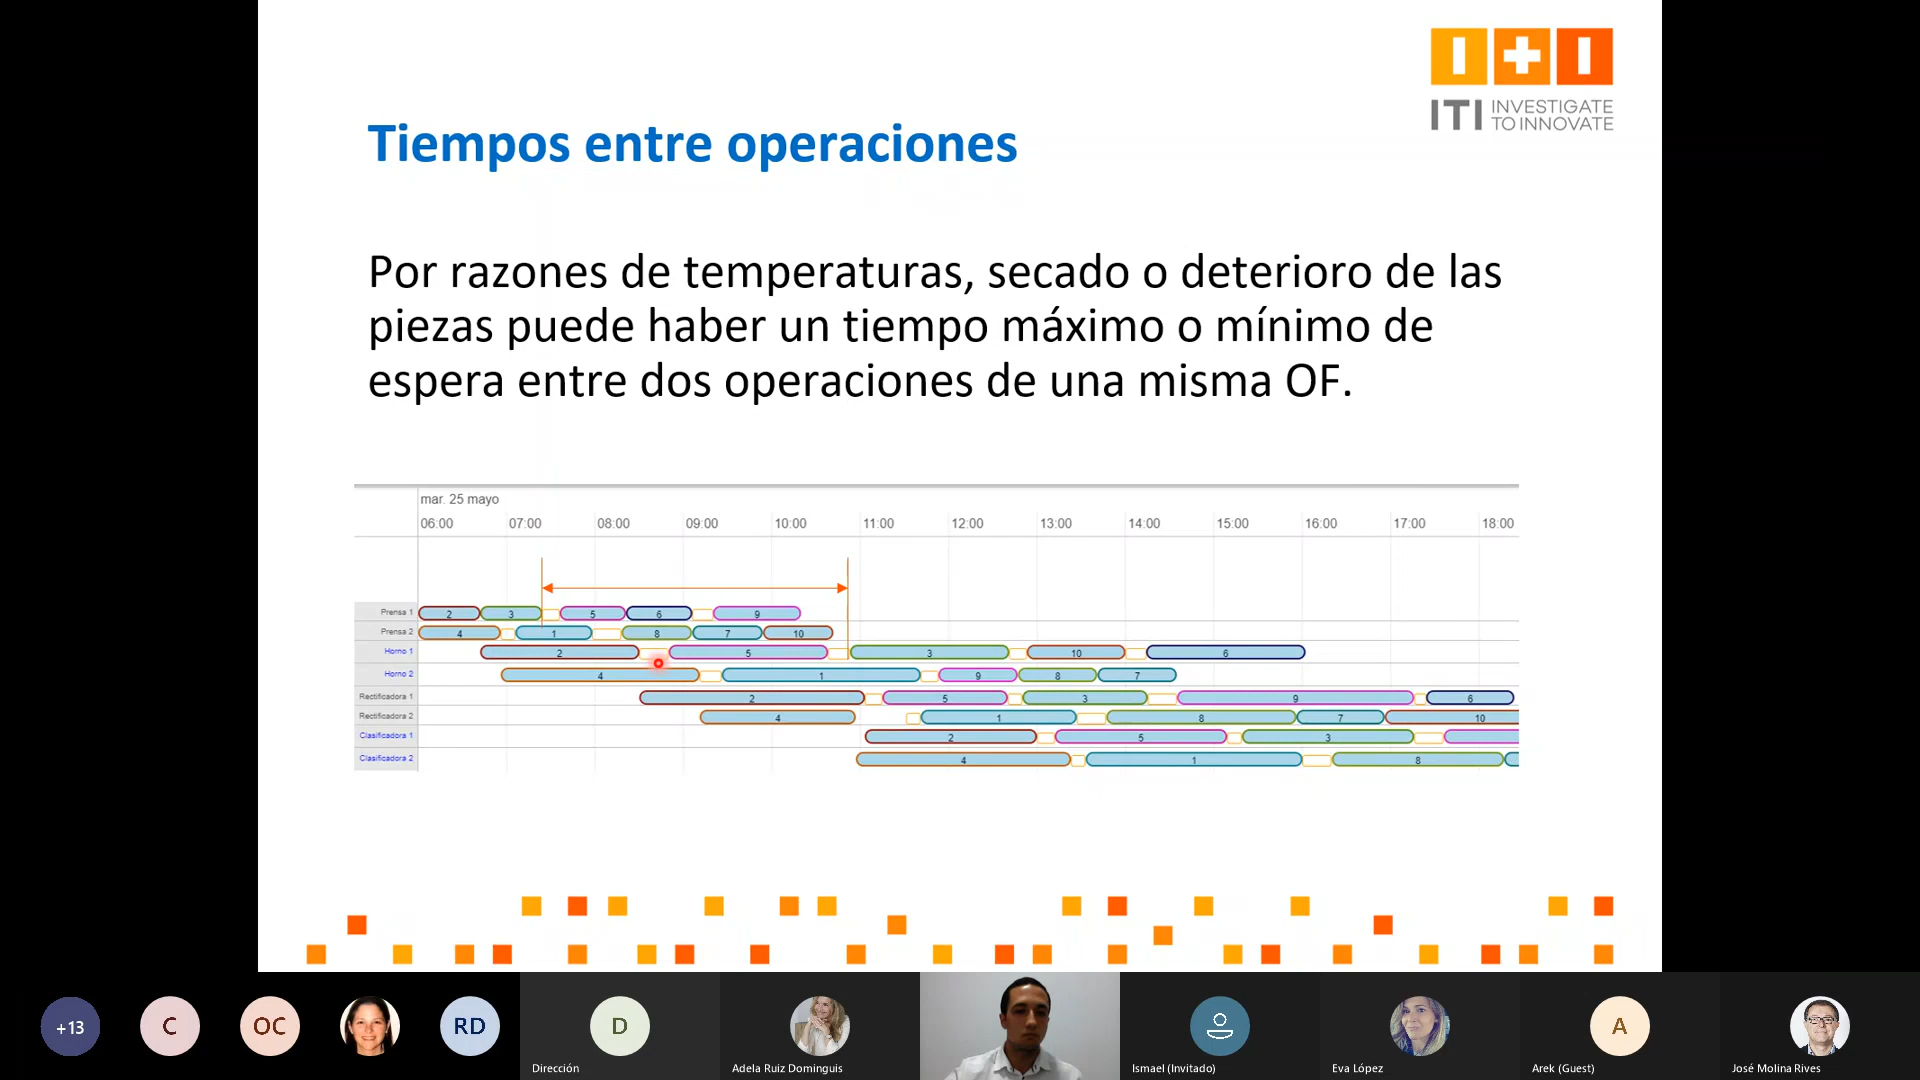 ITI INVESTIGATE
TO INNOVATE
Tiempos entre operaciones
Por razones de temperaturas, secado o deterioro de las
piezas puede haber un tiempo máximo o mínimo de
espera entre dos operaciones de una misma OF.
mar. 25 mayo
06:00 07:00 08:00 09:00 10:00 11:00 12:00 13:00 14:00 15:00 16:00 17:00 18:00
Prensa 1 2 3 5 6 9
Prensa 2 4 1 8 7 10
Horno 1 2 5 3 10 6
Horno 2 4 1 9 8 7
Rectificadora 1 2 5 3 9 6
Rectificadora 2 4 1 8 7 10
Clasificadora 1 2 5 3
Clasificadora 2 4 1 8
+13 C OC RD D A
Dirección Adela Ruiz Dominguis Ismael (Invitado) Eva López Arek (Guest) José Molina Rives